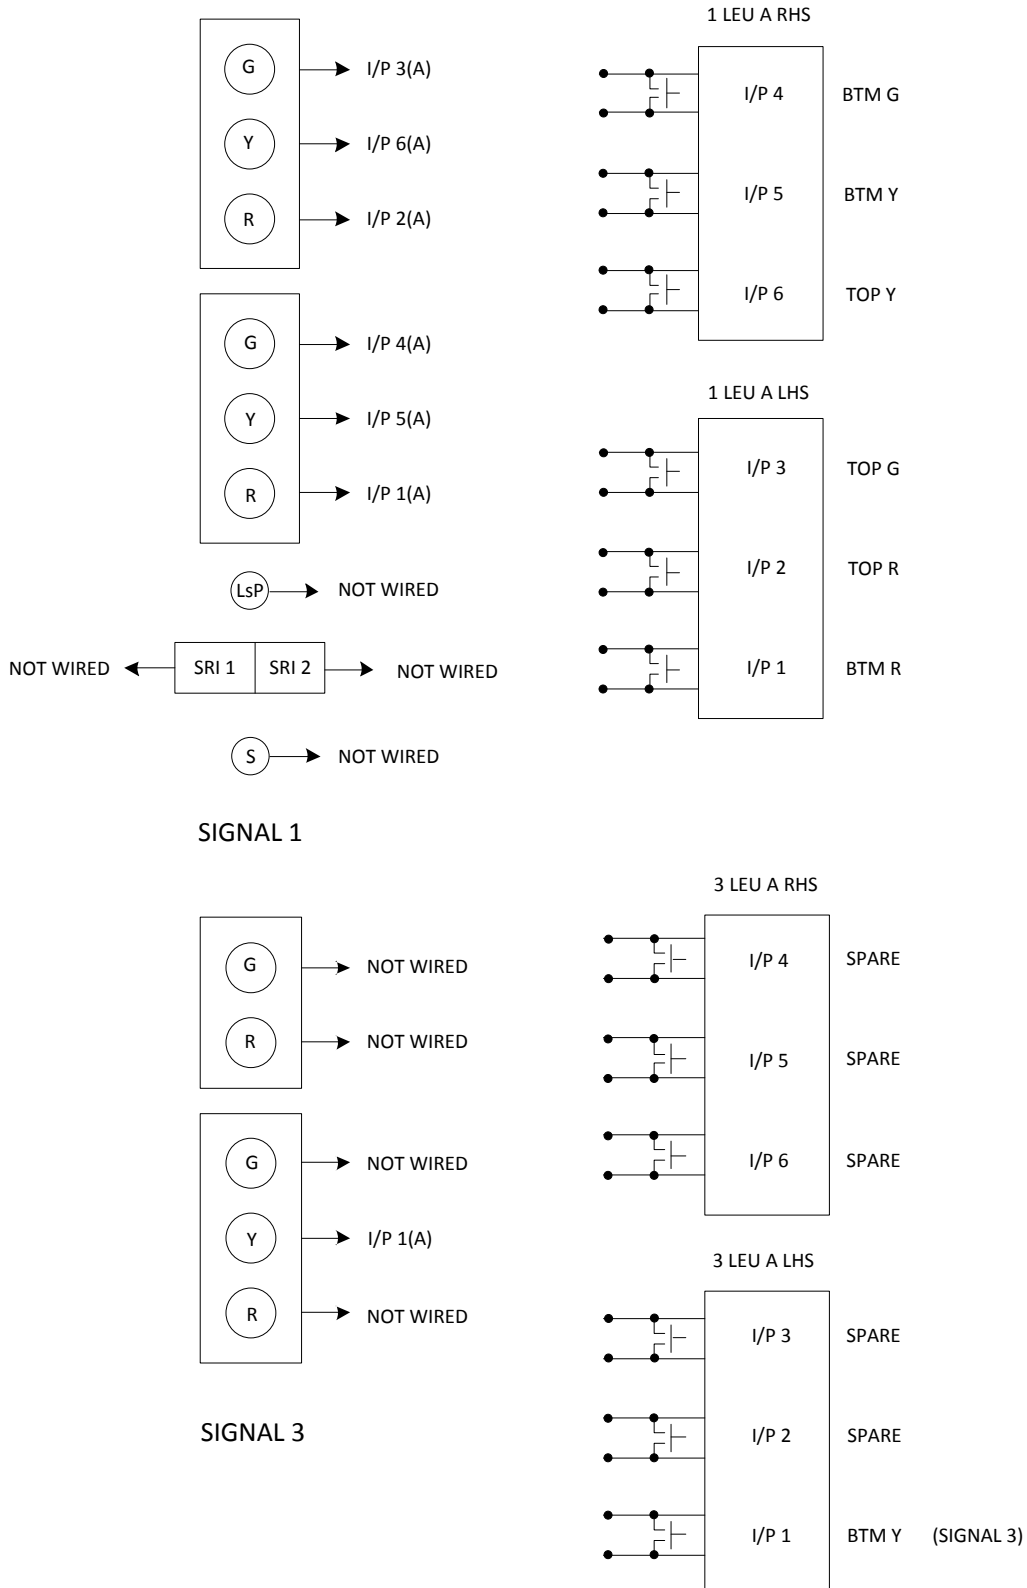 1 LEU A RHS
G I/P 3(A)
Y I/P 6(A)
R I/P 2(A)
I/P 4 BTM G
I/P 5 BTM Y
I/P 6 TOP Y
G I/P 4(A)
Y I/P 5(A)
R I/P 1(A)
1 LEU A LHS
I/P 3 TOP G
I/P 2 TOP R
I/P 1 BTM R
LsP NOT WIRED
NOT WIRED SRI 1 SRI 2 NOT WIRED
S NOT WIRED
SIGNAL 1
3 LEU A RHS
G NOT WIRED
R NOT WIRED
I/P 4 SPARE
I/P 5 SPARE
I/P 6 SPARE
G NOT WIRED
Y I/P 1(A)
R NOT WIRED
3 LEU A LHS
I/P 3 SPARE
I/P 2 SPARE
I/P 1 BTM Y (SIGNAL 3)
SIGNAL 3